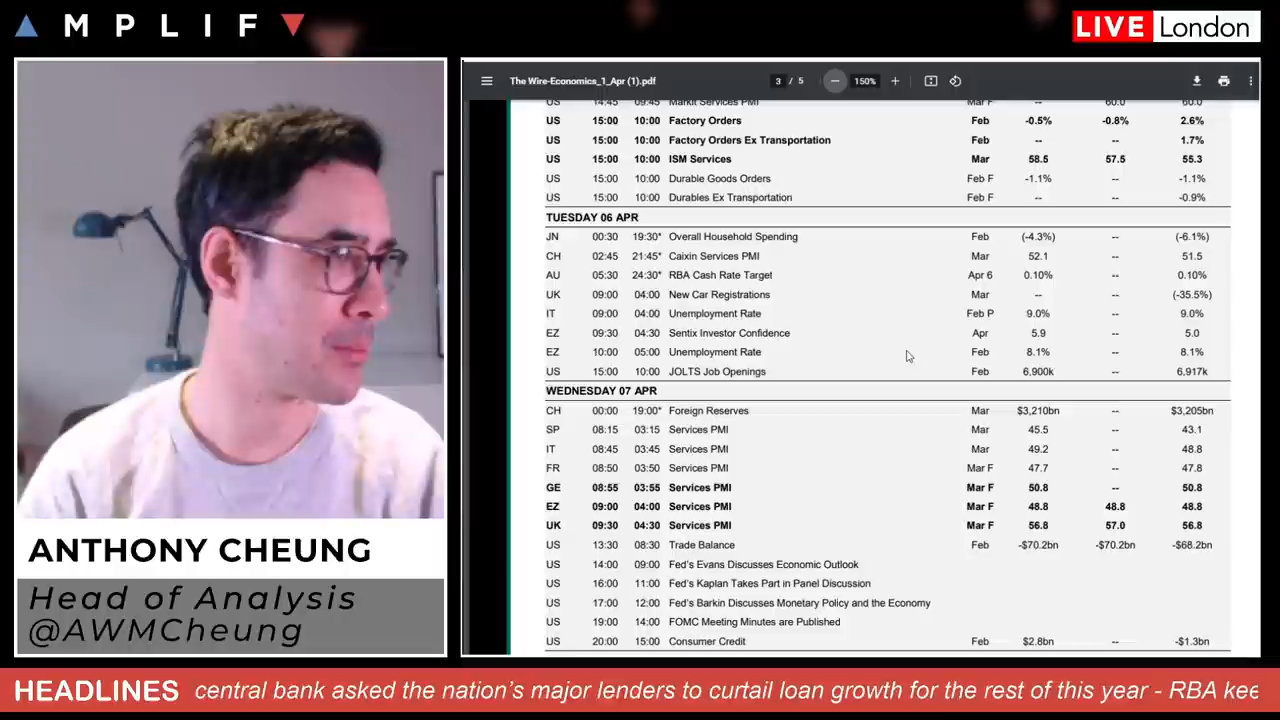 AMPLIFY
LIVE London
The Wire-Economics_1_Apr (1).pdf 3 / 5 150%
US 14:45 09:45 Markit Services PMI Mar F -- 60.0 60.0
US 15:00 10:00 Factory Orders Feb -0.5% -0.8% 2.6%
US 15:00 10:00 Factory Orders Ex Transportation Feb -- -- 1.7%
US 15:00 10:00 ISM Services Mar 58.5 57.5 55.3
US 15:00 10:00 Durable Goods Orders Feb F -1.1% -- -1.1%
US 15:00 10:00 Durables Ex Transportation Feb F -- -- -0.9%
TUESDAY 06 APR
JN 00:30 19:30* Overall Household Spending Feb (-4.3%) -- (-6.1%)
CH 02:45 21:45* Caixin Services PMI Mar 52.1 -- 51.5
AU 05:30 24:30* RBA Cash Rate Target Apr 6 0.10% -- 0.10%
UK 09:00 04:00 New Car Registrations Mar -- -- (-35.5%)
IT 09:00 04:00 Unemployment Rate Feb P 9.0% -- 9.0%
EZ 09:30 04:30 Sentix Investor Confidence Apr 5.9 -- 5.0
EZ 10:00 05:00 Unemployment Rate Feb 8.1% -- 8.1%
US 15:00 10:00 JOLTS Job Openings Feb 6,900k -- 6,917k
WEDNESDAY 07 APR
CH 00:00 19:00* Foreign Reserves Mar $3,210bn -- $3,205bn
SP 08:15 03:15 Services PMI Mar 45.5 -- 43.1
IT 08:45 03:45 Services PMI Mar 49.2 -- 48.8
FR 08:50 03:50 Services PMI Mar F 47.7 -- 47.8
GE 08:55 03:55 Services PMI Mar F 50.8 -- 50.8
EZ 09:00 04:00 Services PMI Mar F 48.8 48.8 48.8
UK 09:30 04:30 Services PMI Mar F 56.8 57.0 56.8
US 13:30 08:30 Trade Balance Feb -$70.2bn -$70.2bn -$68.2bn
US 14:00 09:00 Fed's Evans Discusses Economic Outlook
US 16:00 11:00 Fed's Kaplan Takes Part in Panel Discussion
US 17:00 12:00 Fed's Barkin Discusses Monetary Policy and the Economy
US 19:00 14:00 FOMC Meeting Minutes are Published
US 20:00 15:00 Consumer Credit Feb $2.8bn -- -$1.3bn
ANTHONY CHEUNG
Head of Analysis
@AWMCheung
HEADLINES central bank asked the nation's major lenders to curtail loan growth for the rest of this year - RBA kee